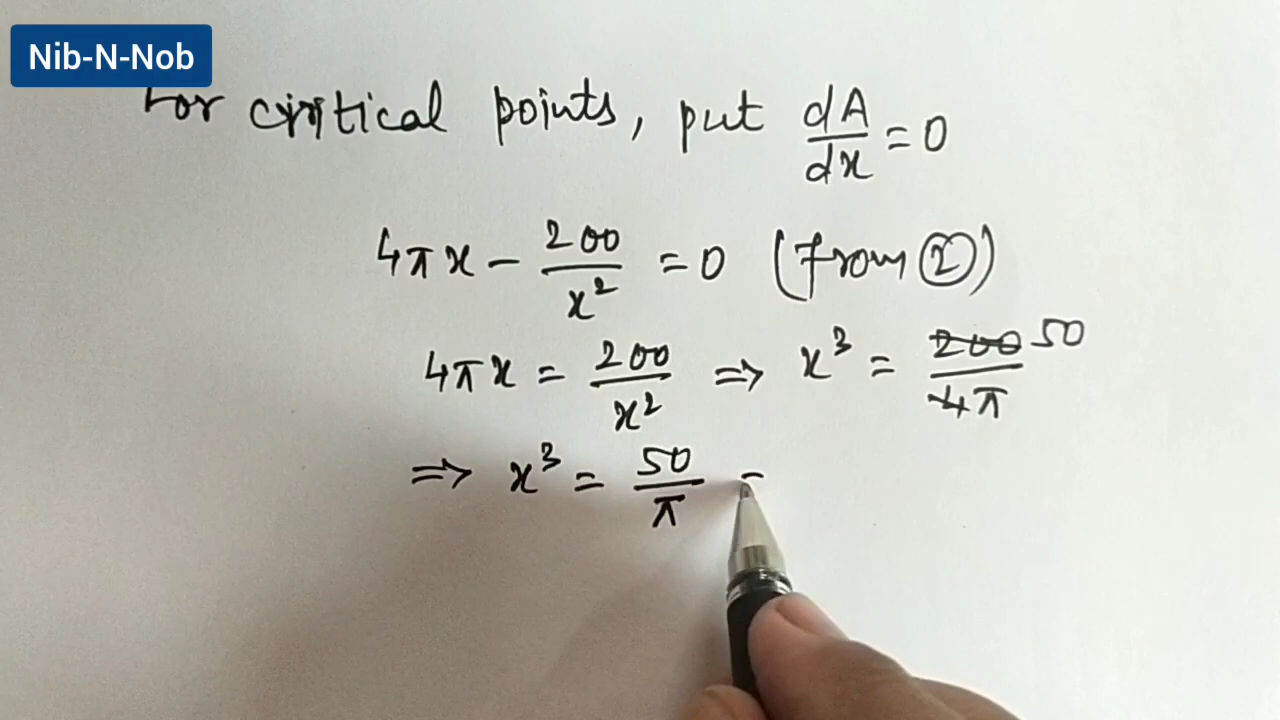 Nib-N-Nob
For critical points, put dA/dx = 0
4πx - 200/x² = 0 (from ②)
4πx = 200/x² ⇒ x³ = 200/4π 50
⇒ x³ = 50/π =